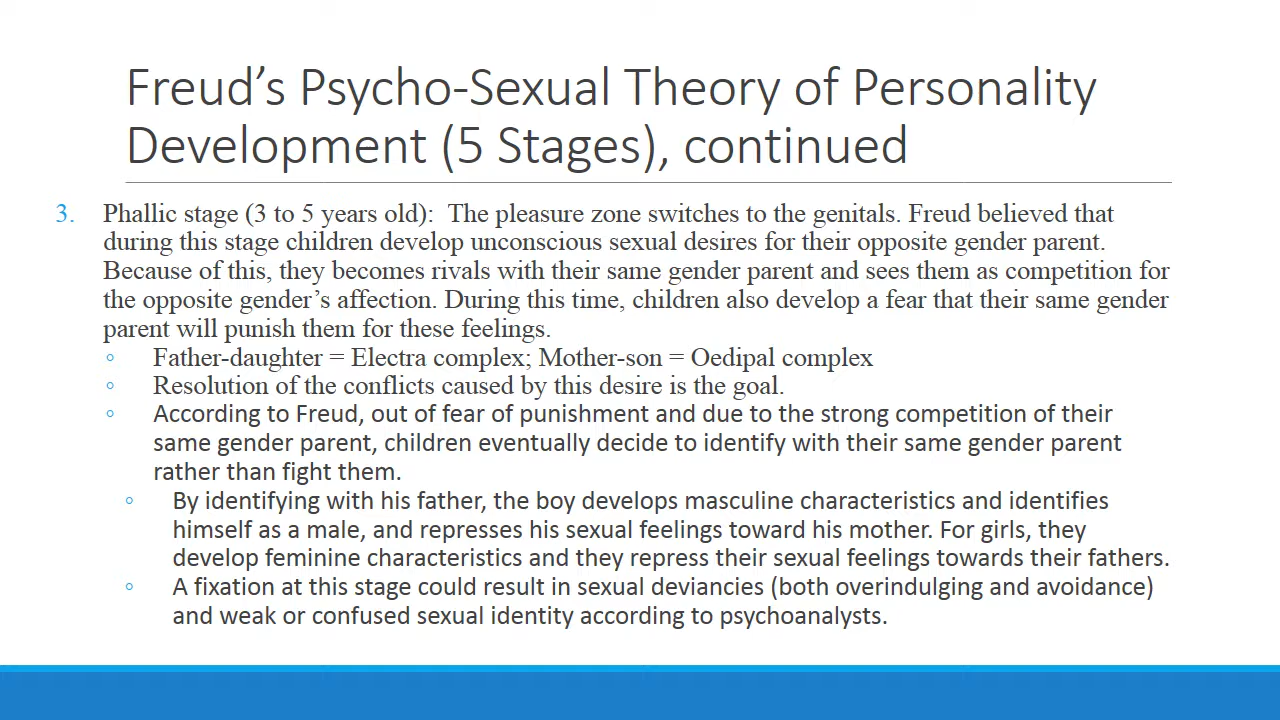 Freud’s Psycho-Sexual Theory of Personality
Development (5 Stages), continued
3. Phallic stage (3 to 5 years old):  The pleasure zone switches to the genitals. Freud believed that
during this stage children develop unconscious sexual desires for their opposite gender parent.
Because of this, they becomes rivals with their same gender parent and sees them as competition for
the opposite gender’s affection. During this time, children also develop a fear that their same gender
parent will punish them for these feelings.
◦ Father-daughter = Electra complex; Mother-son = Oedipal complex
◦ Resolution of the conflicts caused by this desire is the goal.
◦ According to Freud, out of fear of punishment and due to the strong competition of their
same gender parent, children eventually decide to identify with their same gender parent
rather than fight them.
◦ By identifying with his father, the boy develops masculine characteristics and identifies
himself as a male, and represses his sexual feelings toward his mother. For girls, they
develop feminine characteristics and they repress their sexual feelings towards their fathers.
◦ A fixation at this stage could result in sexual deviancies (both overindulging and avoidance)
and weak or confused sexual identity according to psychoanalysts.